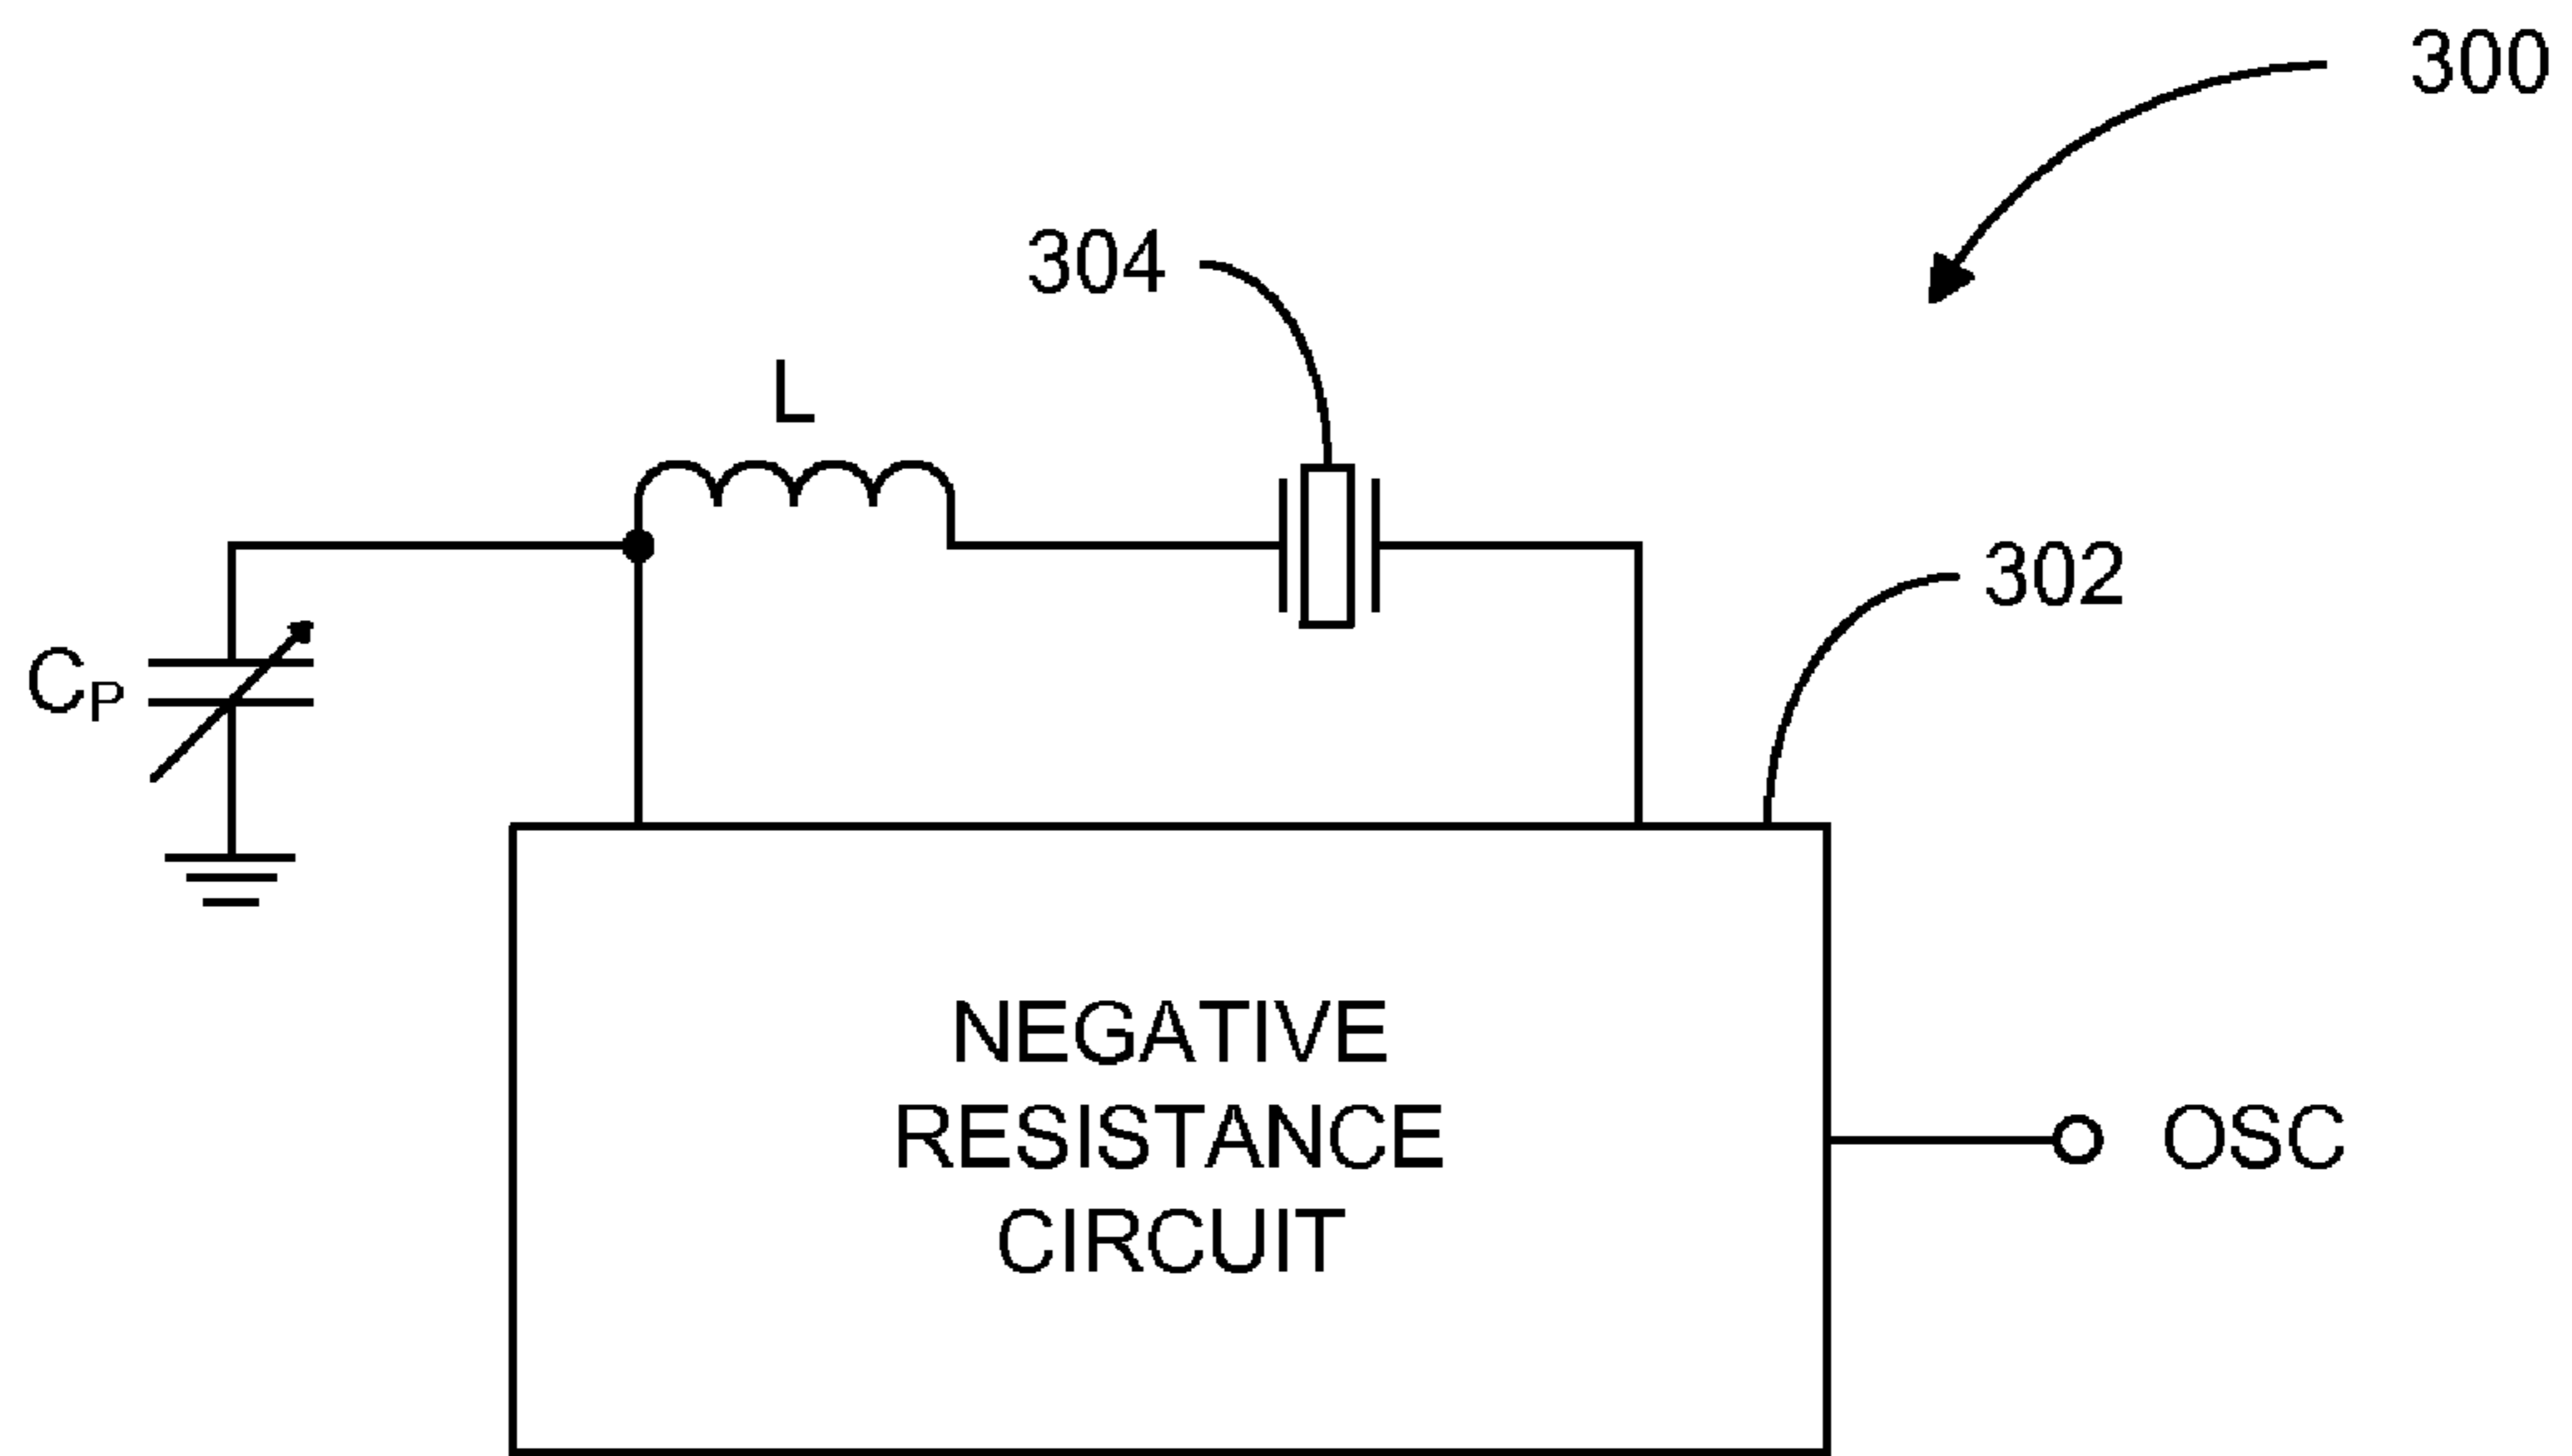 300
304
L
302
CP
NEGATIVE
RESISTANCE
CIRCUIT
OSC